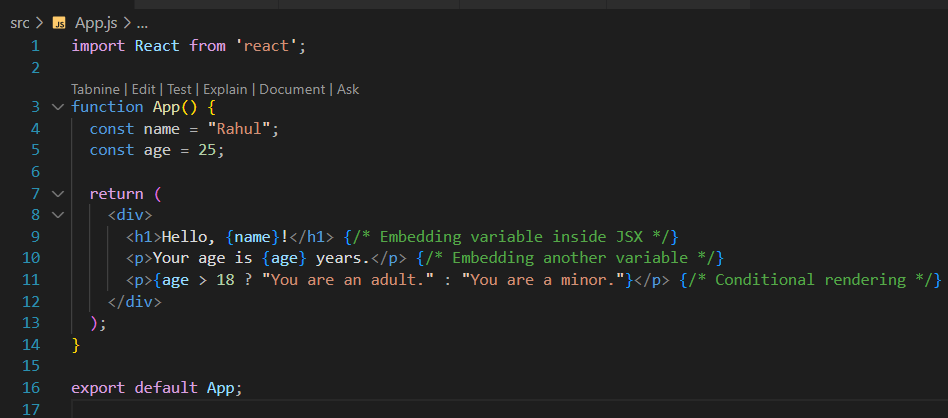 src > JS App.js > ...
1 import React from 'react';
2
Tabnine | Edit | Test | Explain | Document | Ask
3 function App() {
4   const name = "Rahul";
5   const age = 25;
6
7   return (
8     <div>
9       <h1>Hello, {name}!</h1> {/* Embedding variable inside JSX */}
10       <p>Your age is {age} years.</p> {/* Embedding another variable */}
11       <p>{age > 18 ? "You are an adult." : "You are a minor."}</p> {/* Conditional rendering */}
12     </div>
13   );
14 }
15
16 export default App;
17